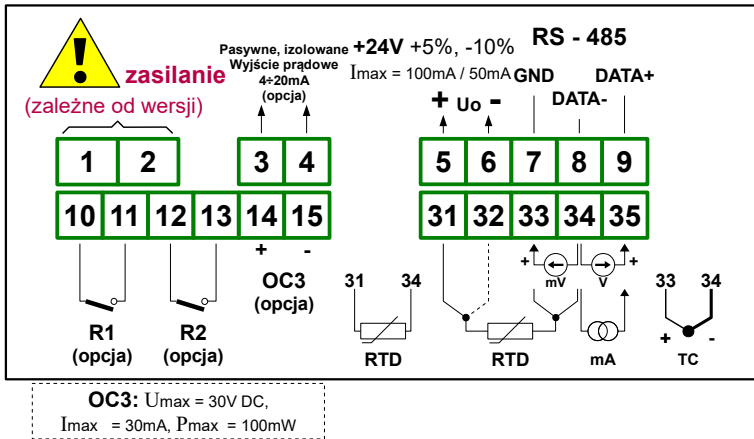 Pasywne, izolowane
Wyjście prądowe
4÷20mA
(opcja)
zasilanie
(zależne od wersji)
+24V +5%, -10%
Imax = 100mA / 50mA
+ Uo -
RS - 485
GND DATA+
DATA-
1 2 3 4 5 6 7 8 9
10 11 12 13 14 15 31 32 33 34 35
+ -
OC3
(opcja)
R1
(opcja)
R2
(opcja)
31 34
RTD
RTD
+ mV V +
mA
33 34
+ -
TC
OC3: Umax = 30V DC,
Imax = 30mA, Pmax = 100mW